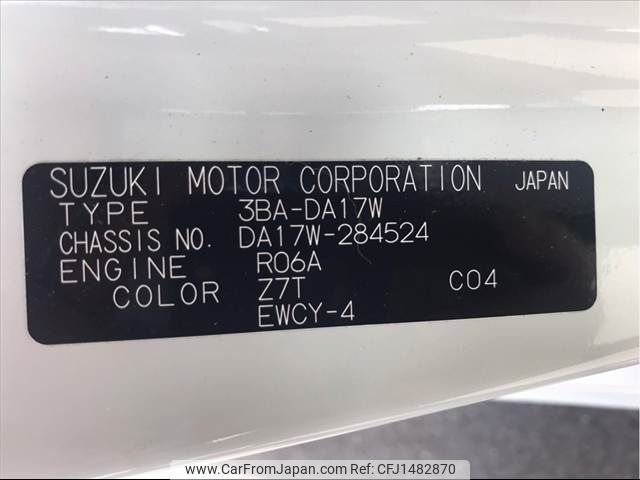 SUZUKI MOTOR CORPORATION JAPAN
TYPE 3BA-DA17W
CHASSIS NO. DA17W-284524
ENGINE R06A
COLOR Z7T C04
EWCY-4
www.CarFromJapan.com CFJ1482870